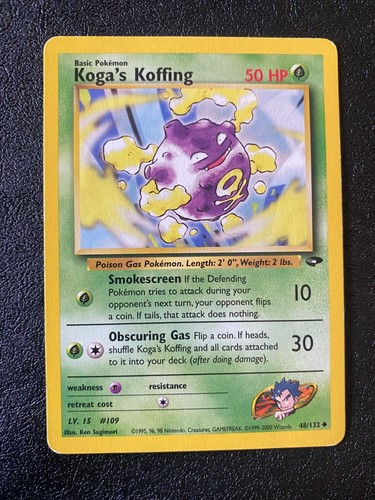 Basic Pokémon
Koga's Koffing
50 HP
Poison Gas Pokémon. Length: 2' 0", Weight: 2 lbs.
Smokescreen If the Defending
Pokémon tries to attack during your
opponent's next turn, your opponent flips
a coin. If tails, that attack does nothing.
10
Obscuring Gas Flip a coin. If heads,
shuffle Koga's Koffing and all cards attached
to it into your deck (after doing damage).
30
weakness
resistance
retreat cost
LV. 15 #109
Illus. Ken Sugimori
©1995, 96, 98 Nintendo, Creatures, GAMEFREAK. ©1999-2000 Wizards.
48/132